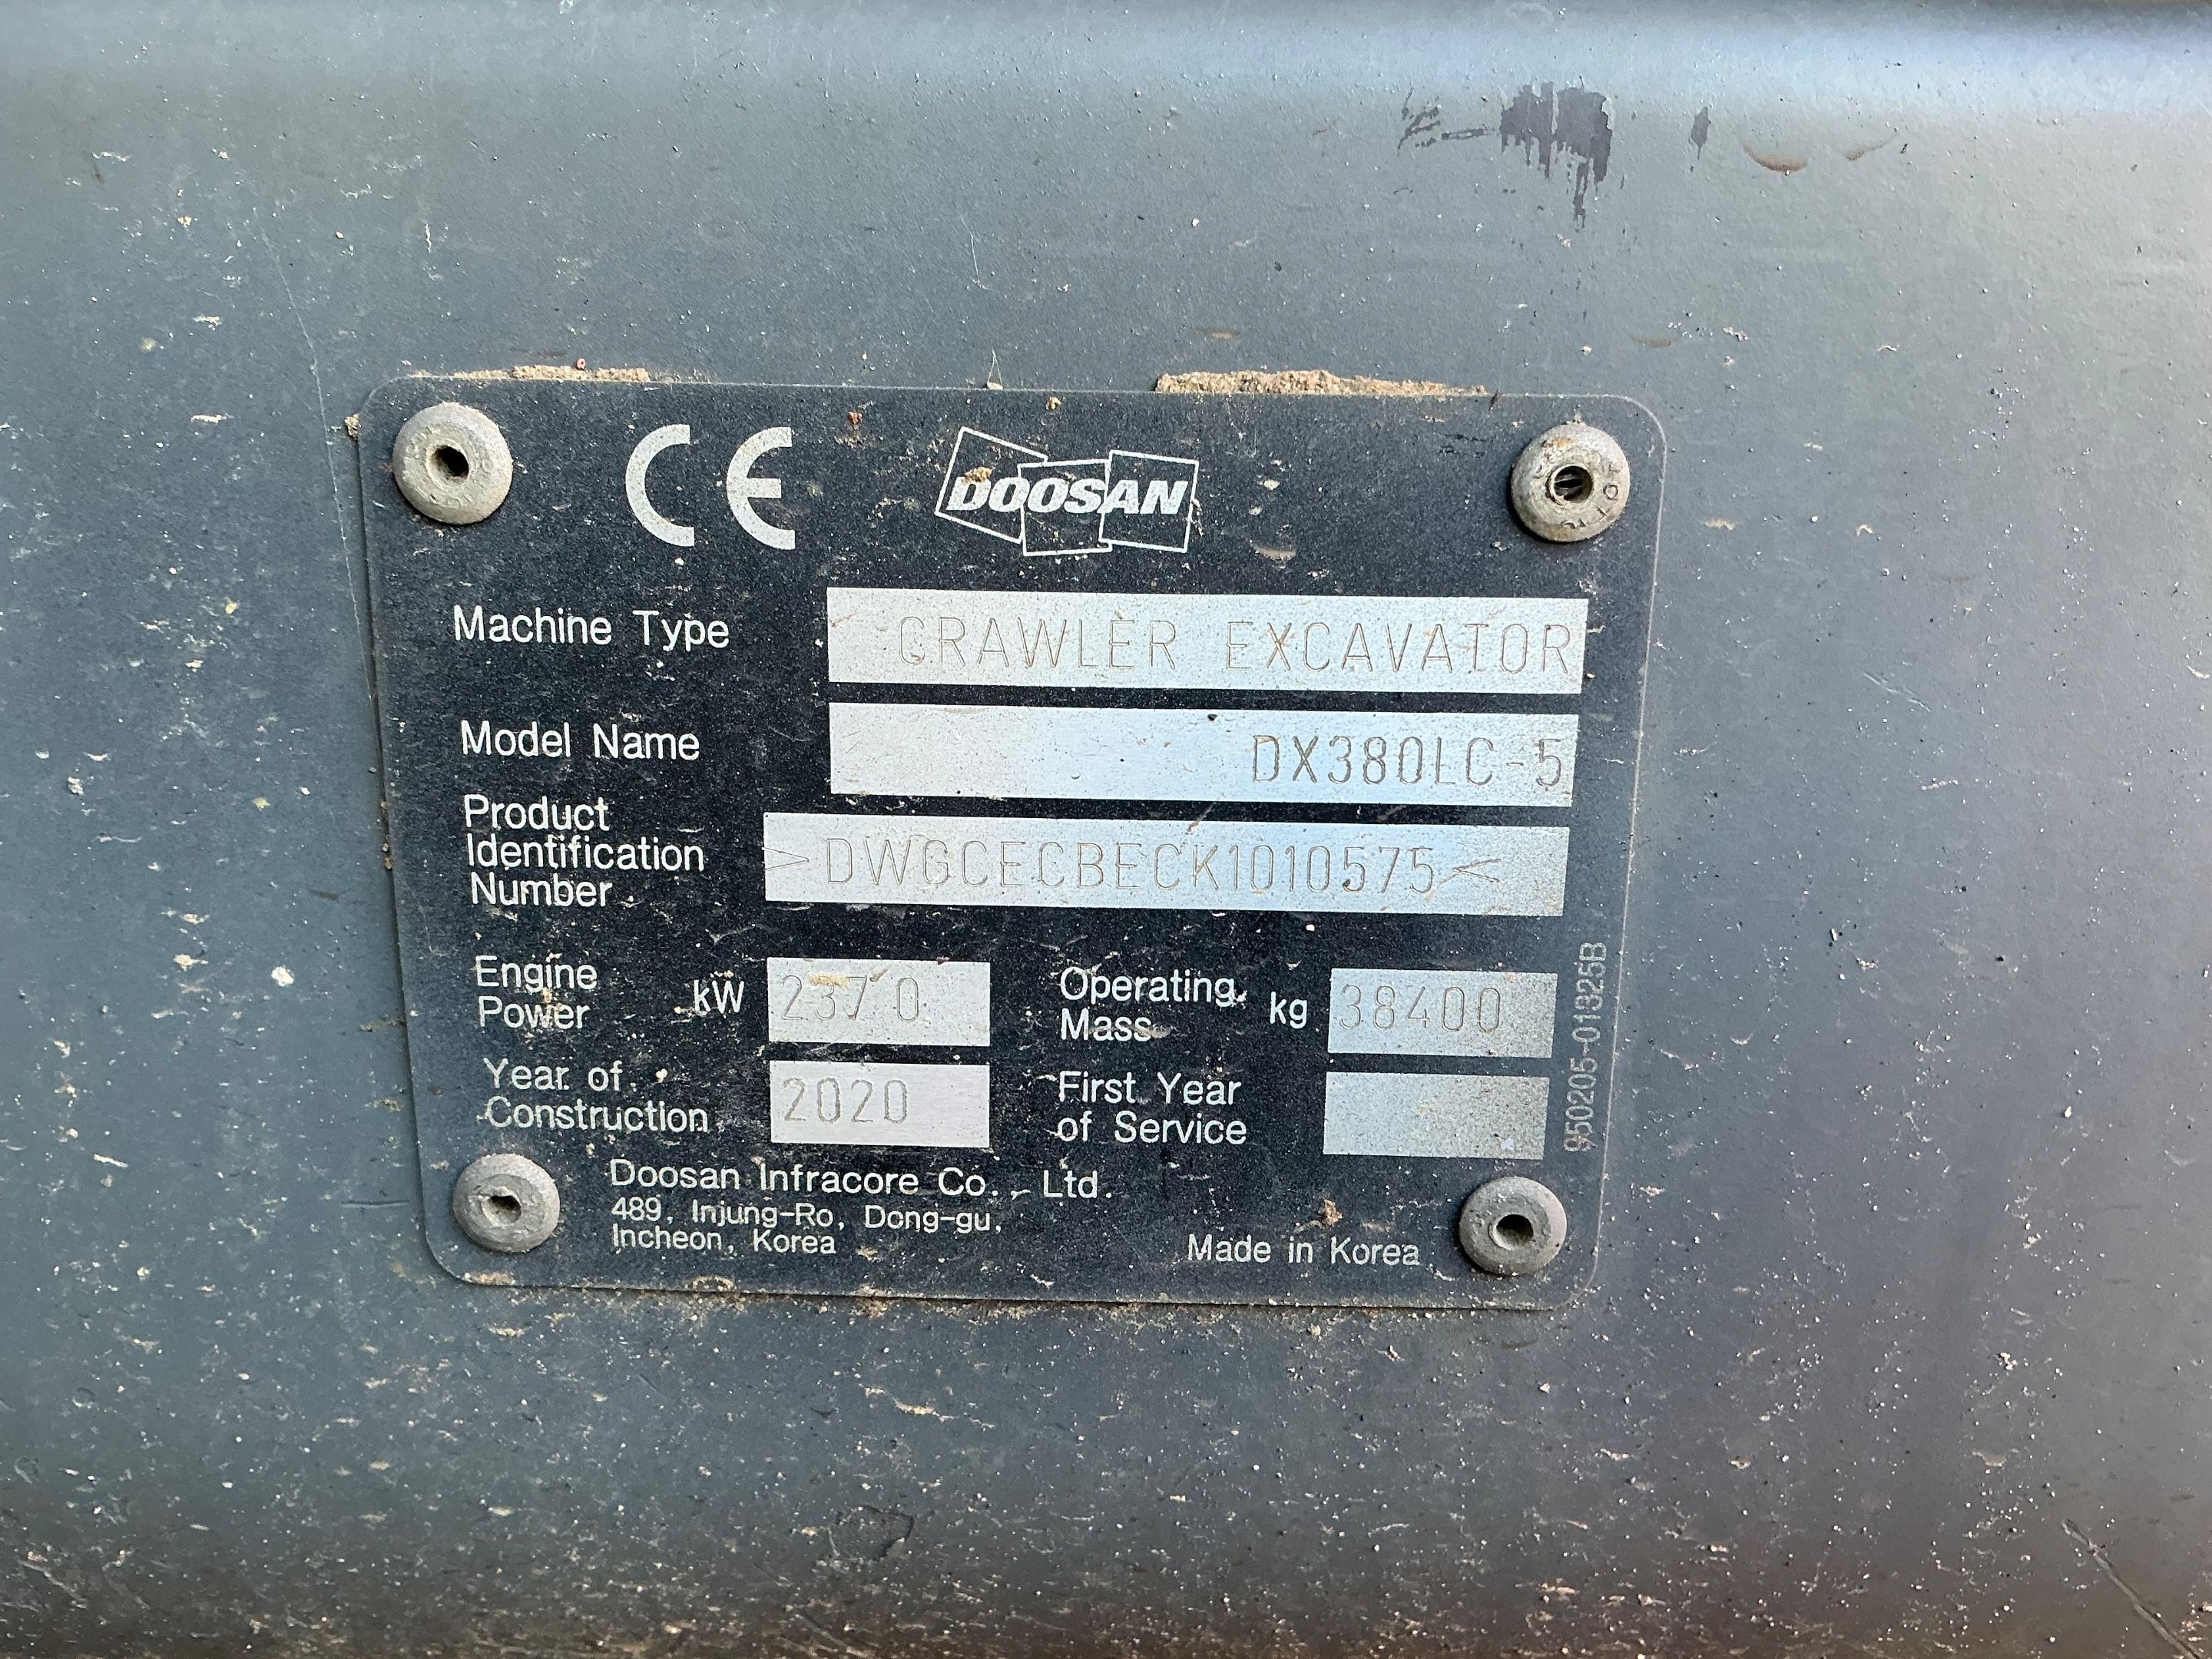 CE DOOSAN
Machine Type CRAWLER EXCAVATOR
Model Name DX380LC-5
Product
Identification
Number >DWGCECBECK1010575<
Engine
Power kW 237.0
Operating
Mass kg 38400
Year of
Construction 2020
First Year
of Service
950205-01325B
Doosan Infracore Co., Ltd.
489, Injung-Ro, Dong-gu,
Incheon, Korea
Made in Korea